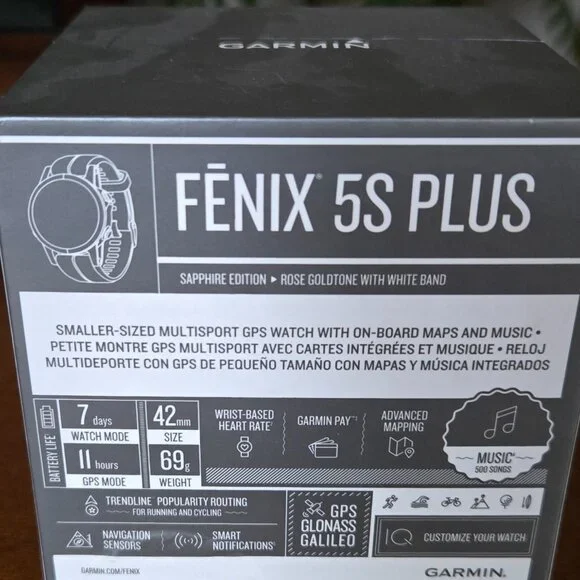 GARMIN
FĒNIX® 5S PLUS
SAPPHIRE EDITION ▸ ROSE GOLDTONE WITH WHITE BAND
SMALLER-SIZED MULTISPORT GPS WATCH WITH ON-BOARD MAPS AND MUSIC •
PETITE MONTRE GPS MULTISPORT AVEC CARTES INTÉGRÉES ET MUSIQUE • RELOJ
MULTIDEPORTE CON GPS DE PEQUEÑO TAMAÑO CON MAPAS Y MÚSICA INTEGRADOS
BATTERY LIFE
7 days
WATCH MODE
11 hours
GPS MODE
42mm
SIZE
69g
WEIGHT
WRIST-BASED
HEART RATE
GARMIN PAY™
ADVANCED
MAPPING
MUSIC
500 SONGS
TRENDLINE™ POPULARITY ROUTING
FOR RUNNING AND CYCLING
NAVIGATION
SENSORS
SMART
NOTIFICATIONS
GPS
GLONASS
GALILEO
IQ CUSTOMIZE YOUR WATCH
GARMIN.COM/FENIX
GARMIN